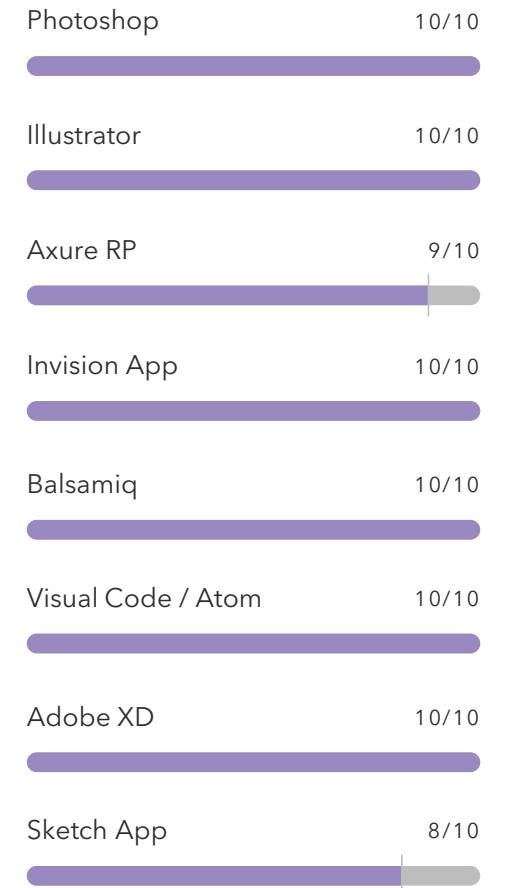 Photoshop 10/10
Illustrator 10/10
Axure RP 9/10
Invision App 10/10
Balsamiq 10/10
Visual Code / Atom 10/10
Adobe XD 10/10
Sketch App 8/10